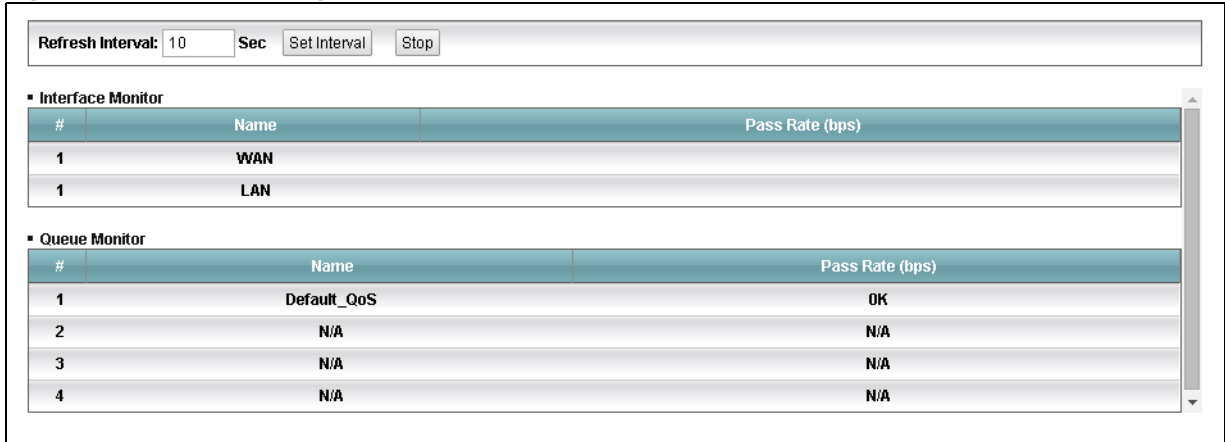 Refresh Interval: 10 Sec Set Interval Stop
▪ Interface Monitor
# Name Pass Rate (bps)
1 WAN
1 LAN
▪ Queue Monitor
# Name Pass Rate (bps)
1 Default_QoS 0K
2 N/A N/A
3 N/A N/A
4 N/A N/A